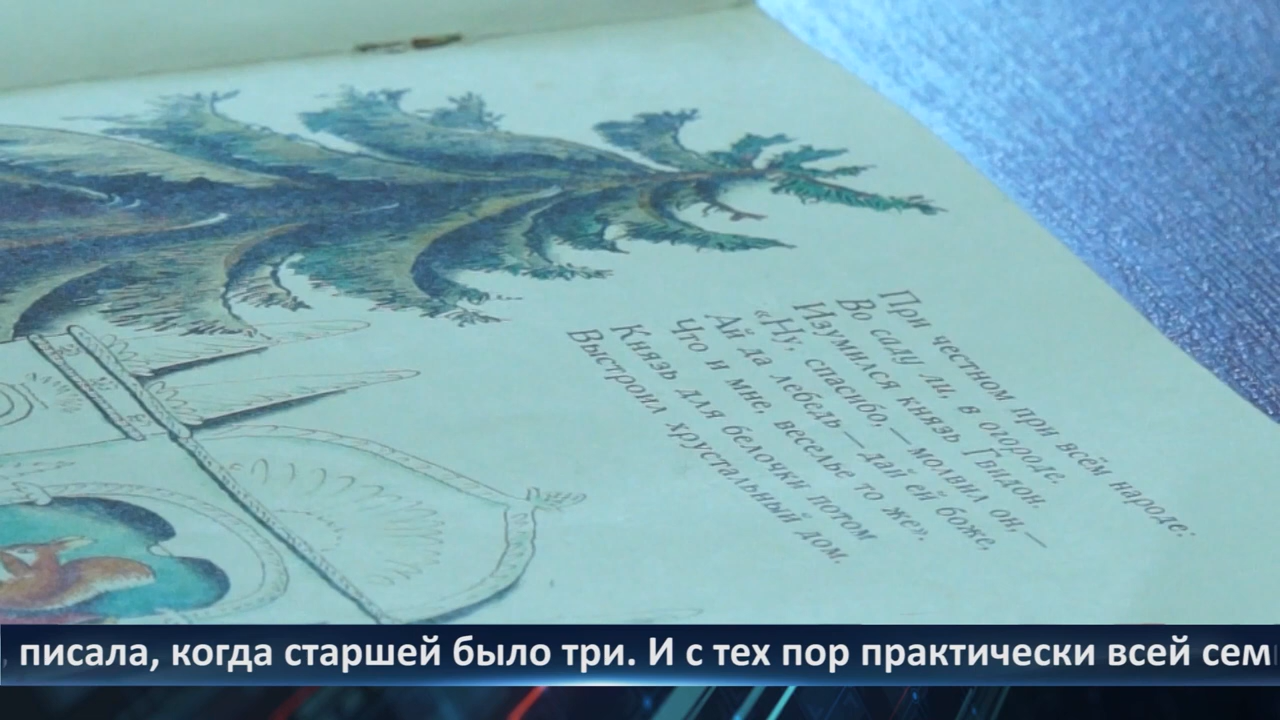 При честном при всём народе:
Во саду ли, в огороде.
Изумился князь Гвидон.
«Ну, спасибо, — молвил он, —
Ай да лебедь — дай ей боже,
Что и мне, веселье то же».
Князь для белочки потом
Выстроил хрустальный дом.
, писала, когда старшей было три. И с тех пор практически всей сем